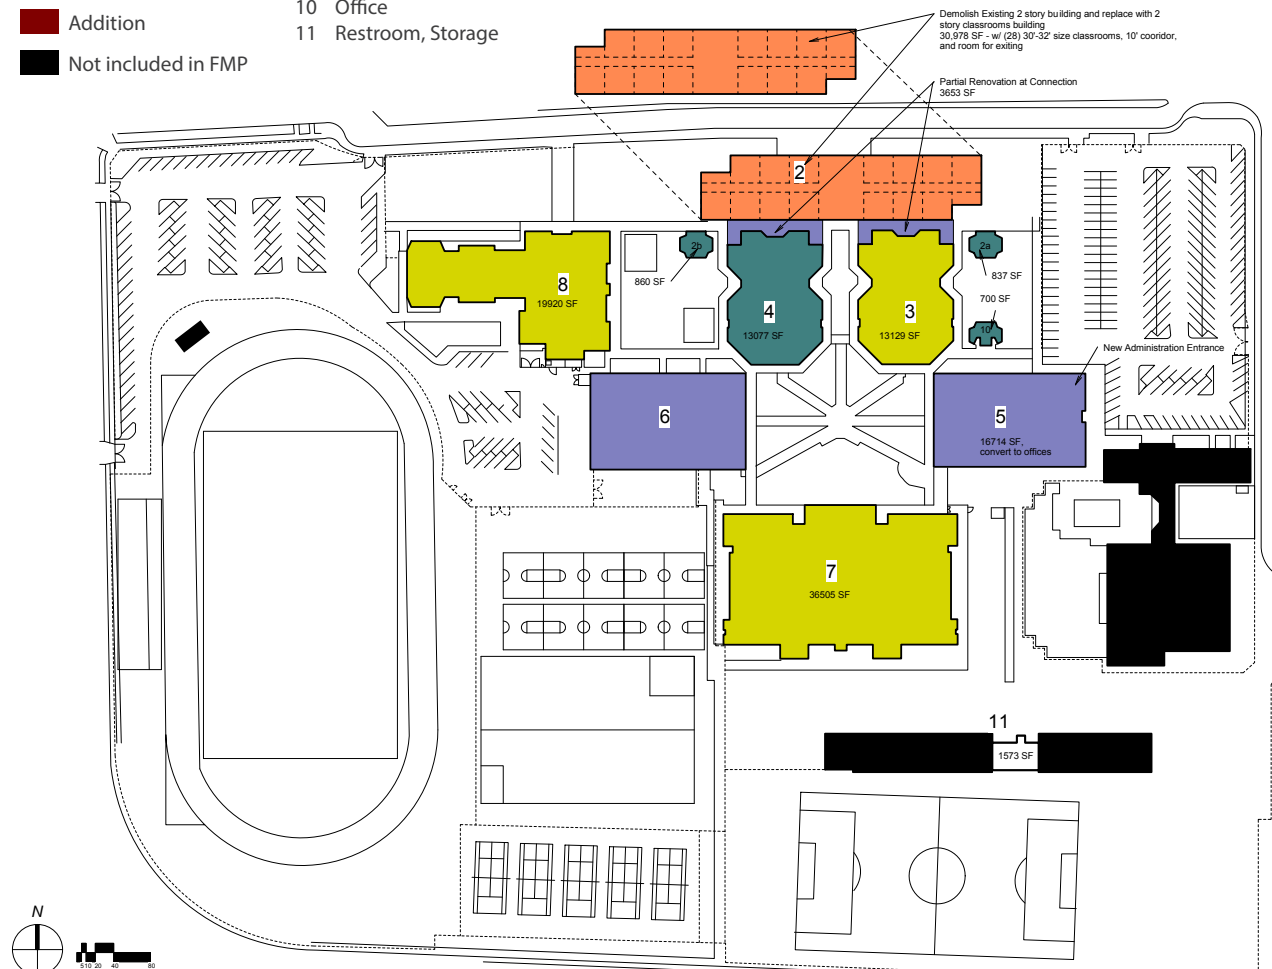 Addition
Not included in FMP
10 Office
11 Restroom, Storage
Demolish Existing 2 story building and replace with 2
story classrooms building
30,978 SF - w/ (28) 30'-32' size classrooms, 10' cooridor,
and room for exiting
Partial Renovation at Connection
3653 SF
2
2b
860 SF
2a
837 SF
700 SF
10
8
19920 SF
4
13077 SF
3
13129 SF
New Administration Entrance
6
5
16714 SF,
convert to offices
7
36505 SF
11
1573 SF
N
5 10 20 40 80